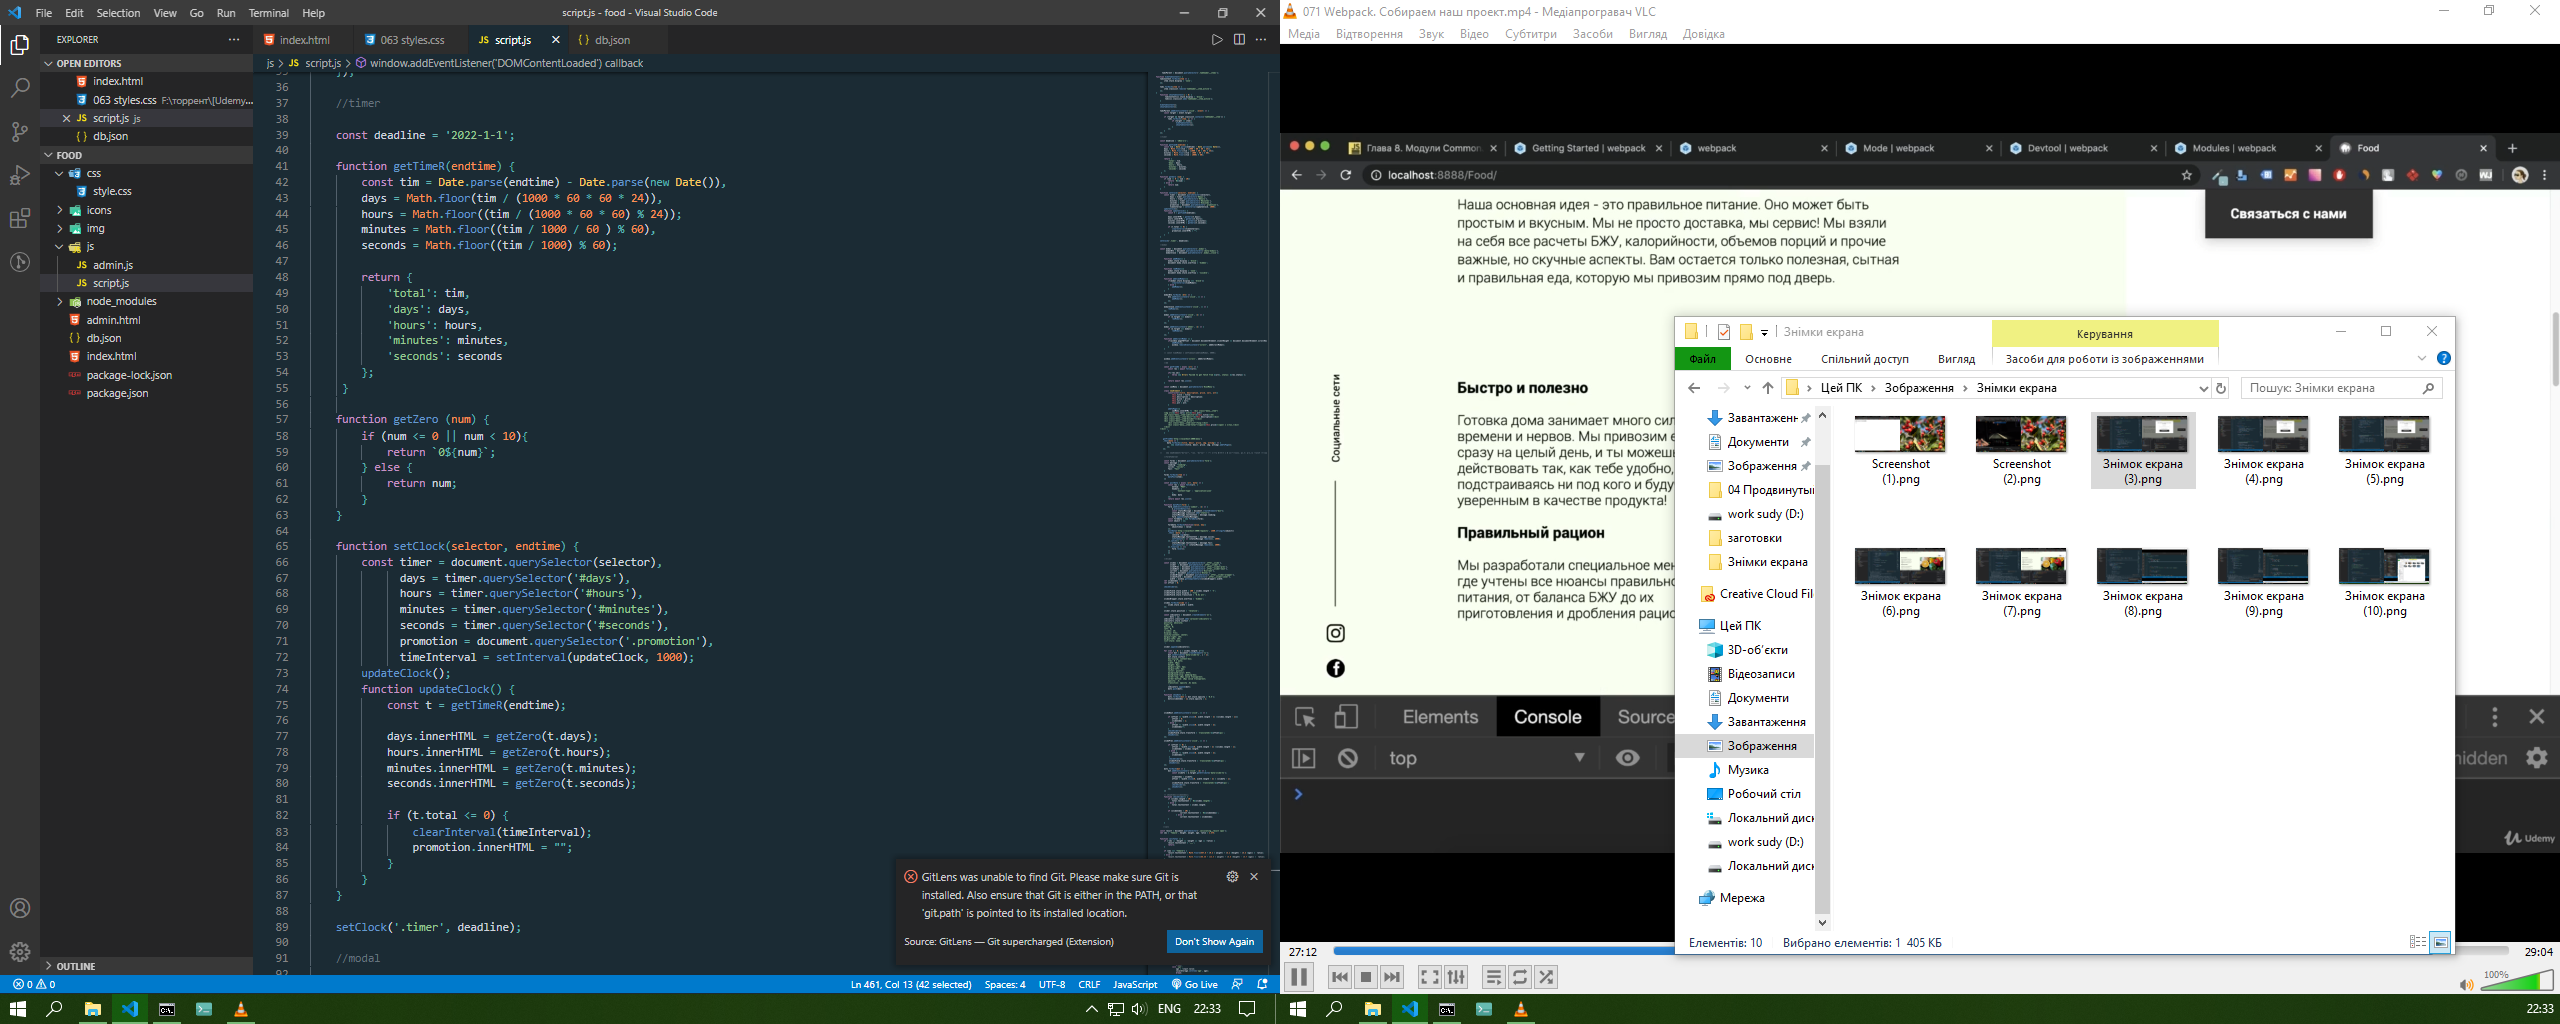 File Edit Selection View Go Run Terminal Help
script.js - food - Visual Studio Code
EXPLORER
OPEN EDITORS
index.html
063 styles.css F:\торрент\[Udemy...
script.js js
db.json
FOOD
css
style.css
icons
img
js
admin.js
script.js
node_modules
admin.html
db.json
index.html
package-lock.json
package.json
OUTLINE
index.html
063 styles.css
script.js
db.json
js > script.js > window.addEventListener('DOMContentLoaded') callback
36
37 //timer
38
39 const deadline = '2022-1-1';
40
41 function getTimeR(endtime) {
42 const tim = Date.parse(endtime) - Date.parse(new Date()),
43 days = Math.floor(tim / (1000 * 60 * 60 * 24)),
44 hours = Math.floor((tim / (1000 * 60 * 60) % 24));
45 minutes = Math.floor((tim / 1000 / 60 ) % 60),
46 seconds = Math.floor((tim / 1000) % 60);
47
48 return {
49 'total': tim,
50 'days': days,
51 'hours': hours,
52 'minutes': minutes,
53 'seconds': seconds
54 };
55 }
56
57 function getZero (num) {
58 if (num <= 0 || num < 10){
59 return `0${num}`;
60 } else {
61 return num;
62 }
63 }
64
65 function setClock(selector, endtime) {
66 const timer = document.querySelector(selector),
67 days = timer.querySelector('#days'),
68 hours = timer.querySelector('#hours'),
69 minutes = timer.querySelector('#minutes'),
70 seconds = timer.querySelector('#seconds'),
71 promotion = document.querySelector('.promotion'),
72 timeInterval = setInterval(updateClock, 1000);
73 updateClock();
74 function updateClock() {
75 const t = getTimeR(endtime);
76
77 days.innerHTML = getZero(t.days);
78 hours.innerHTML = getZero(t.hours);
79 minutes.innerHTML = getZero(t.minutes);
80 seconds.innerHTML = getZero(t.seconds);
81
82 if (t.total <= 0) {
83 clearInterval(timeInterval);
84 promotion.innerHTML = "";
85 }
86 }
87 }
88
89 setClock('.timer', deadline);
90
91 //modal
92
GitLens was unable to find Git. Please make sure Git is
installed. Also ensure that Git is either in the PATH, or that
'git.path' is pointed to its installed location.
Source: GitLens — Git supercharged (Extension)
Don't Show Again
0 0
Ln 461, Col 13 (42 selected) Spaces: 4 UTF-8 CRLF JavaScript Go Live
ENG 22:33
071 Webpack. Собираем наш проект.mp4 - Медіапрогравач VLC
Медіа Відтворення Звук Відео Субтитри Засоби Вигляд Довідка
Глава 8. Модули Common.
Getting Started | webpack
webpack
Mode | webpack
Devtool | webpack
Modules | webpack
Food
localhost:8888/Food/
Наша основная идея - это правильное питание. Оно может быть
простым и вкусным. Мы не просто доставка, мы сервис! Мы взяли
на себя все расчеты БЖУ, калорийности, объемов порций и прочие
важные, но скучные аспекты. Вам остается только полезная, сытная
и правильная еда, которую мы привозим прямо под дверь.
Связаться с нами
Социальные сети
Быстро и полезно
Готовка дома занимает много сил
времени и нервов. Мы привозим е
сразу на целый день, и ты можешь
действовать так, как тебе удобно,
подстраиваясь ни под кого и буду
уверенным в качестве продукта!
Правильный рацион
Мы разработали специальное мен
где учтены все нюансы правильно
питания, от баланса БЖУ до их
приготовления и дробления рацио
Elements Console Source
top
hidden
Udemy
Знімки екрана
Керування
Файл Основне Спільний доступ Вигляд Засоби для роботи із зображеннями
Цей ПК > Зображення > Знімки екрана
Пошук: Знімки екрана
Завантажен
Документи
Зображення
04 Продвинутый
work sudy (D:)
заготовки
Знімки екрана
Creative Cloud Fil
Цей ПК
3D-об'єкти
Відеозаписи
Документи
Завантаження
Зображення
Музика
Робочий стіл
Локальний диск
work sudy (D:)
Локальний диск
Мережа
Screenshot (1).png
Screenshot (2).png
Знімок екрана (3).png
Знімок екрана (4).png
Знімок екрана (5).png
Знімок екрана (6).png
Знімок екрана (7).png
Знімок екрана (8).png
Знімок екрана (9).png
Знімок екрана (10).png
Елементів: 10 Вибрано елементів: 1 405 КБ
27:12
29:04
100%
22:33